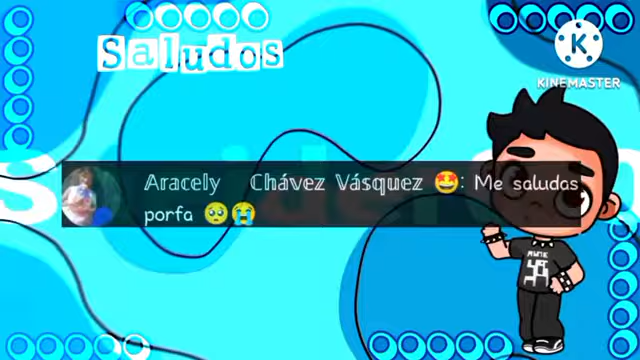 Saludos
KINEMASTER
Aracely Chávez Vásquez 🤩: Me saludas
porfa 🥺😭